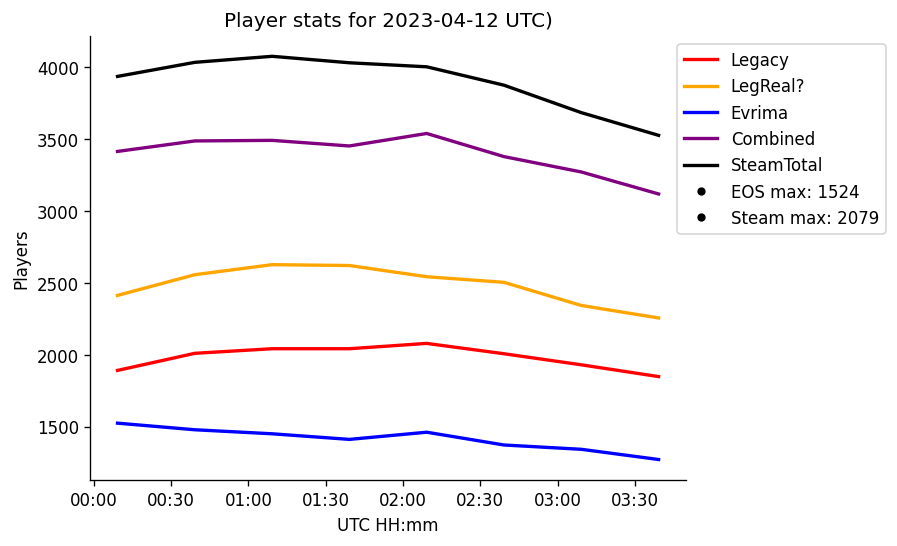 Player stats for 2023-04-12 UTC)
4000
3500
3000
2500
2000
1500
Players
00:00 00:30 01:00 01:30 02:00 02:30 03:00 03:30
UTC HH:mm
Legacy
LegReal?
Evrima
Combined
SteamTotal
EOS max: 1524
Steam max: 2079